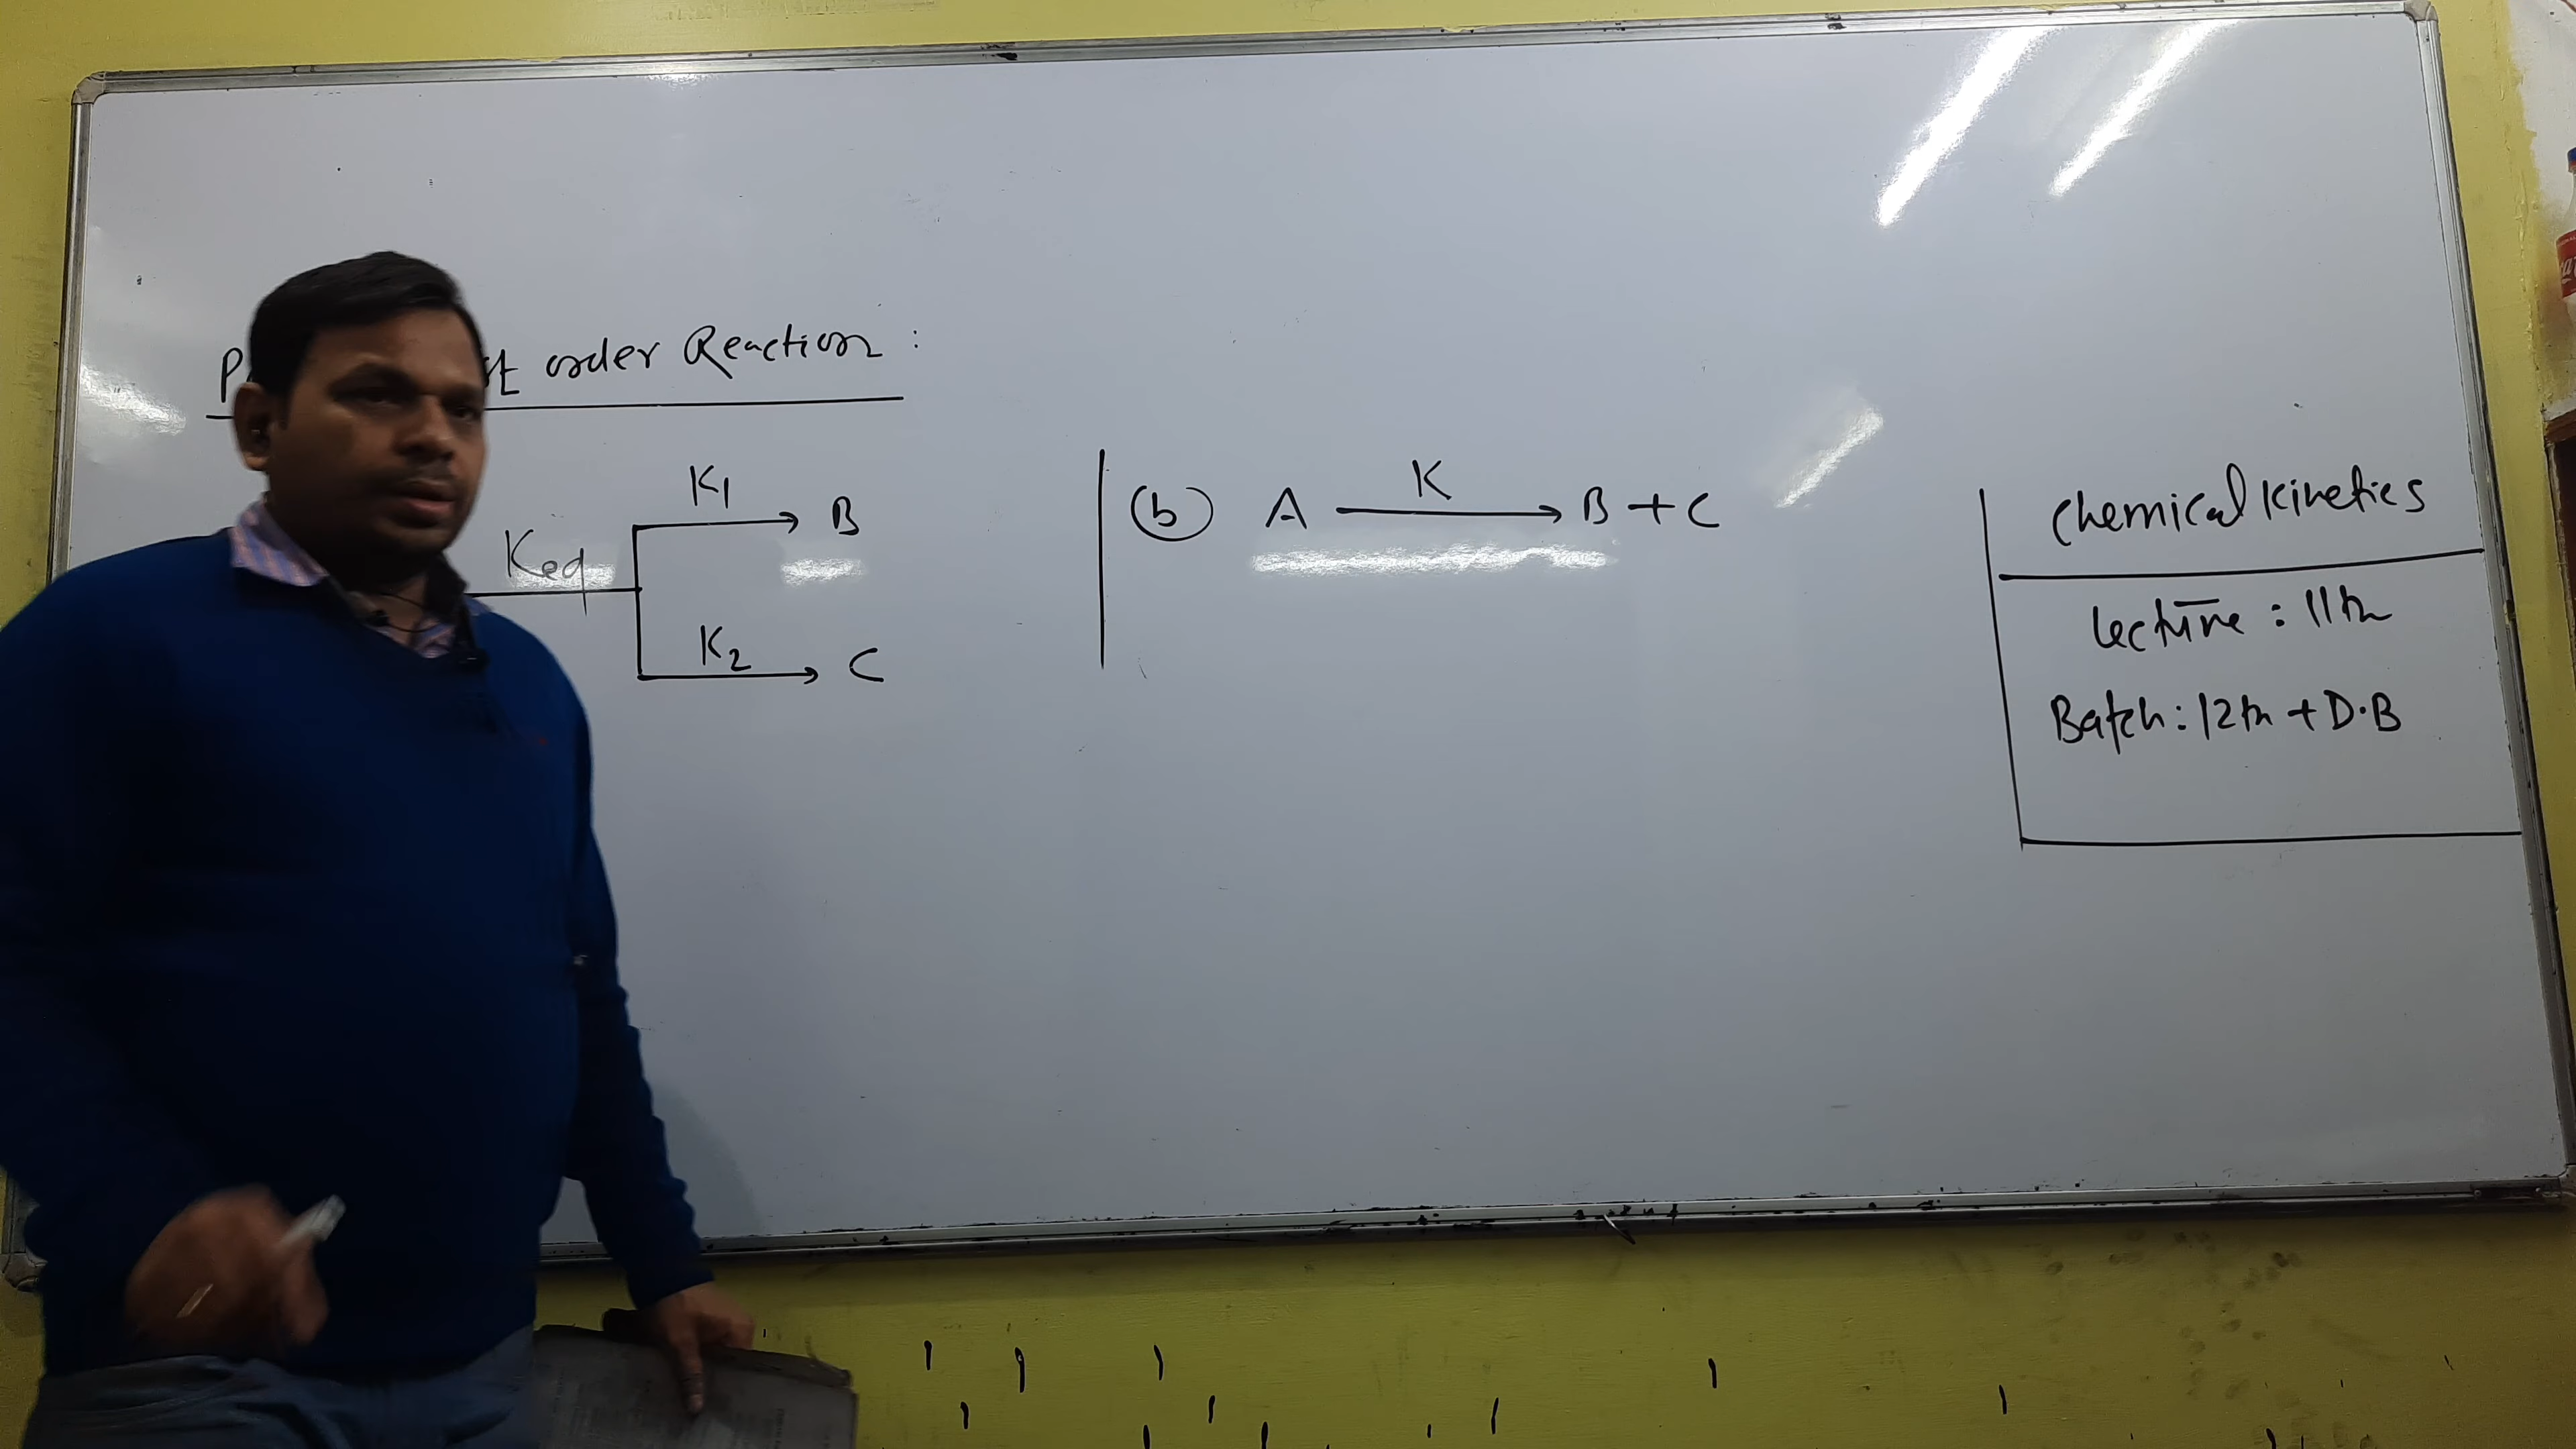 order Reaction :
K1
B
Keq
K2
C
(b) A K → B + C
Chemical Kinetics
Lecture : 11th
Batch : 12th + D.B